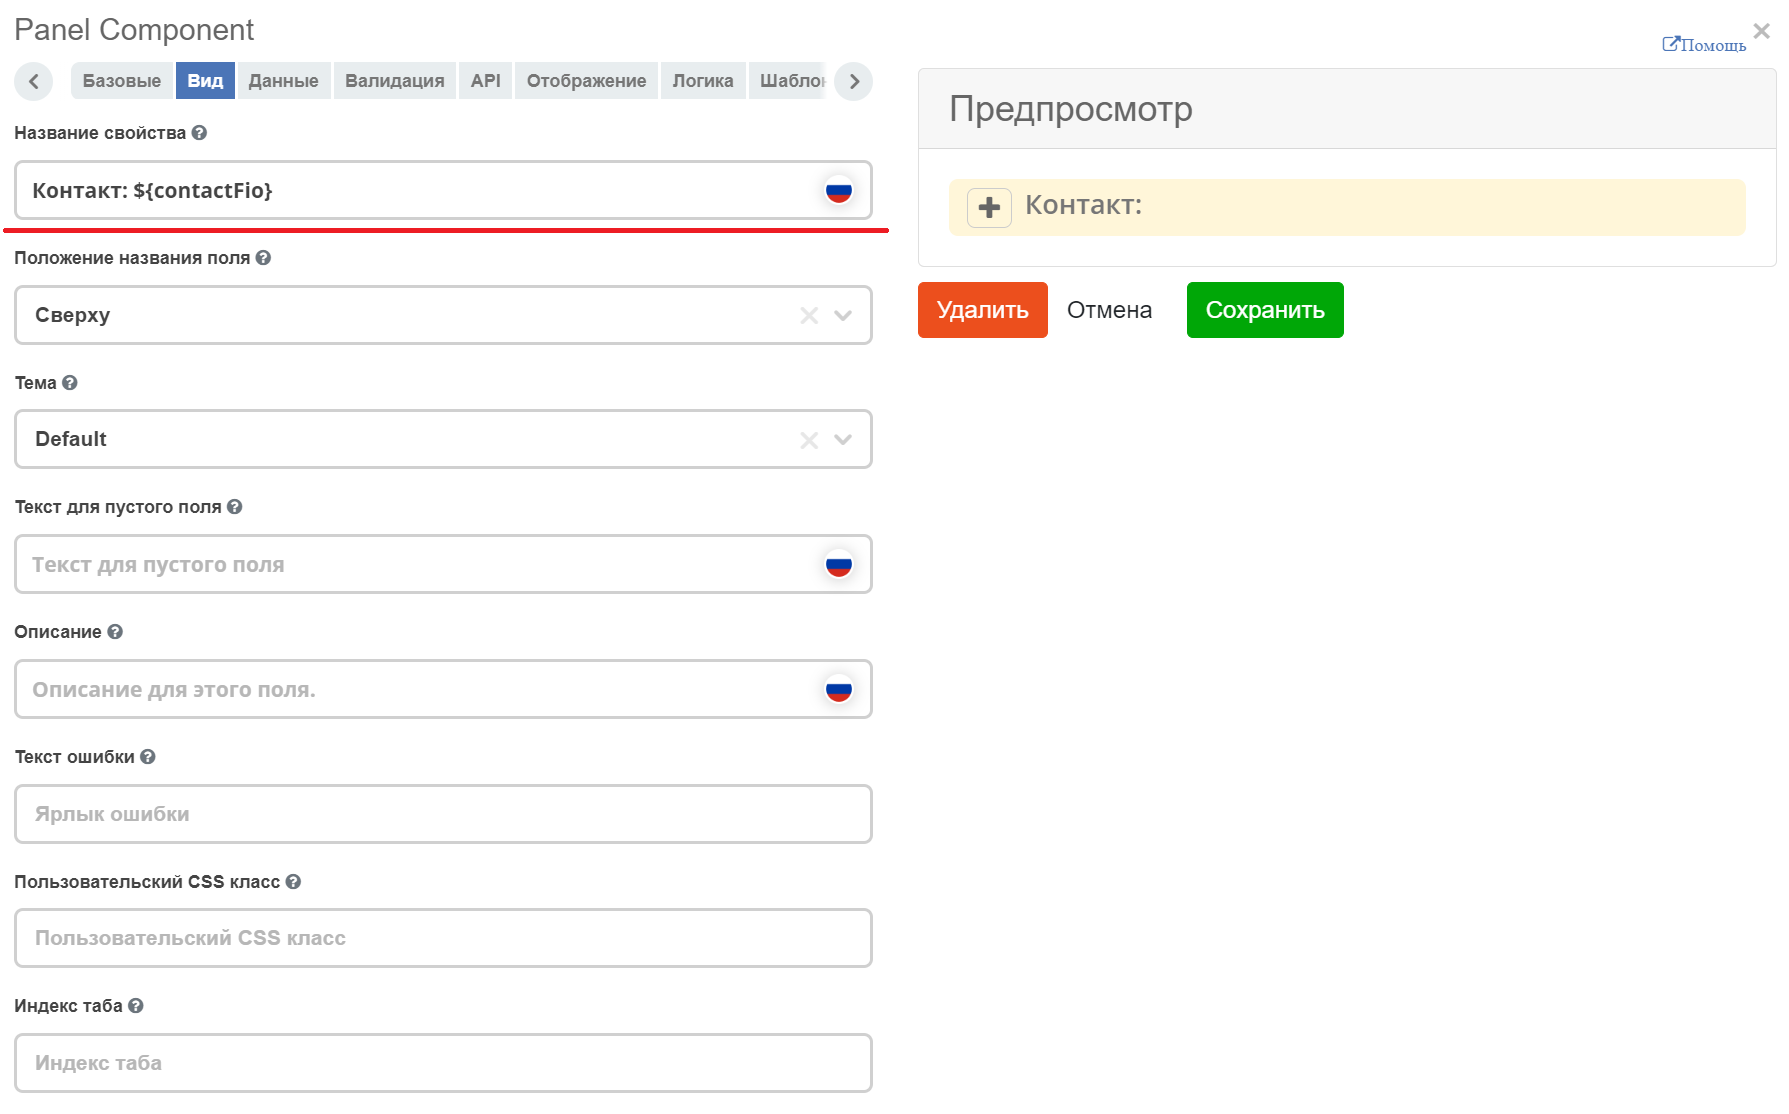 Panel Component
Помощь
Базовые Вид Данные Валидация API Отображение Логика
Название свойства
Контакт: ${contactFio}
Положение названия поля
Сверху
Тема
Default
Текст для пустого поля
Текст для пустого поля
Описание
Описание для этого поля.
Текст ошибки
Ярлык ошибки
Пользовательский CSS класс
Пользовательский CSS класс
Индекс таба
Индекс таба
Предпросмотр
Контакт:
Удалить Отмена Сохранить